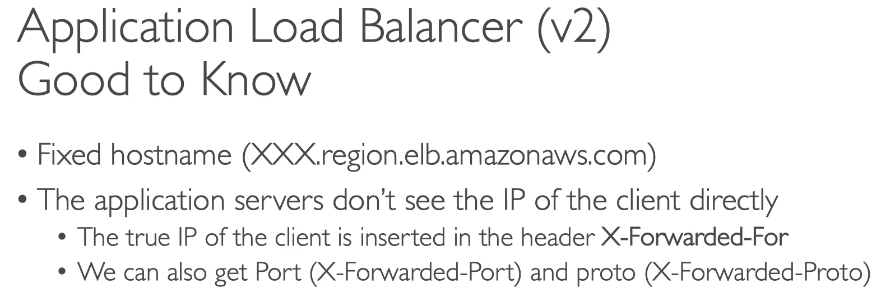 Application Load Balancer (v2)
Good to Know
• Fixed hostname (XXX.region.elb.amazonaws.com)
• The application servers don't see the IP of the client directly
• The true IP of the client is inserted in the header X-Forwarded-For
• We can also get Port (X-Forwarded-Port) and proto (X-Forwarded-Proto)